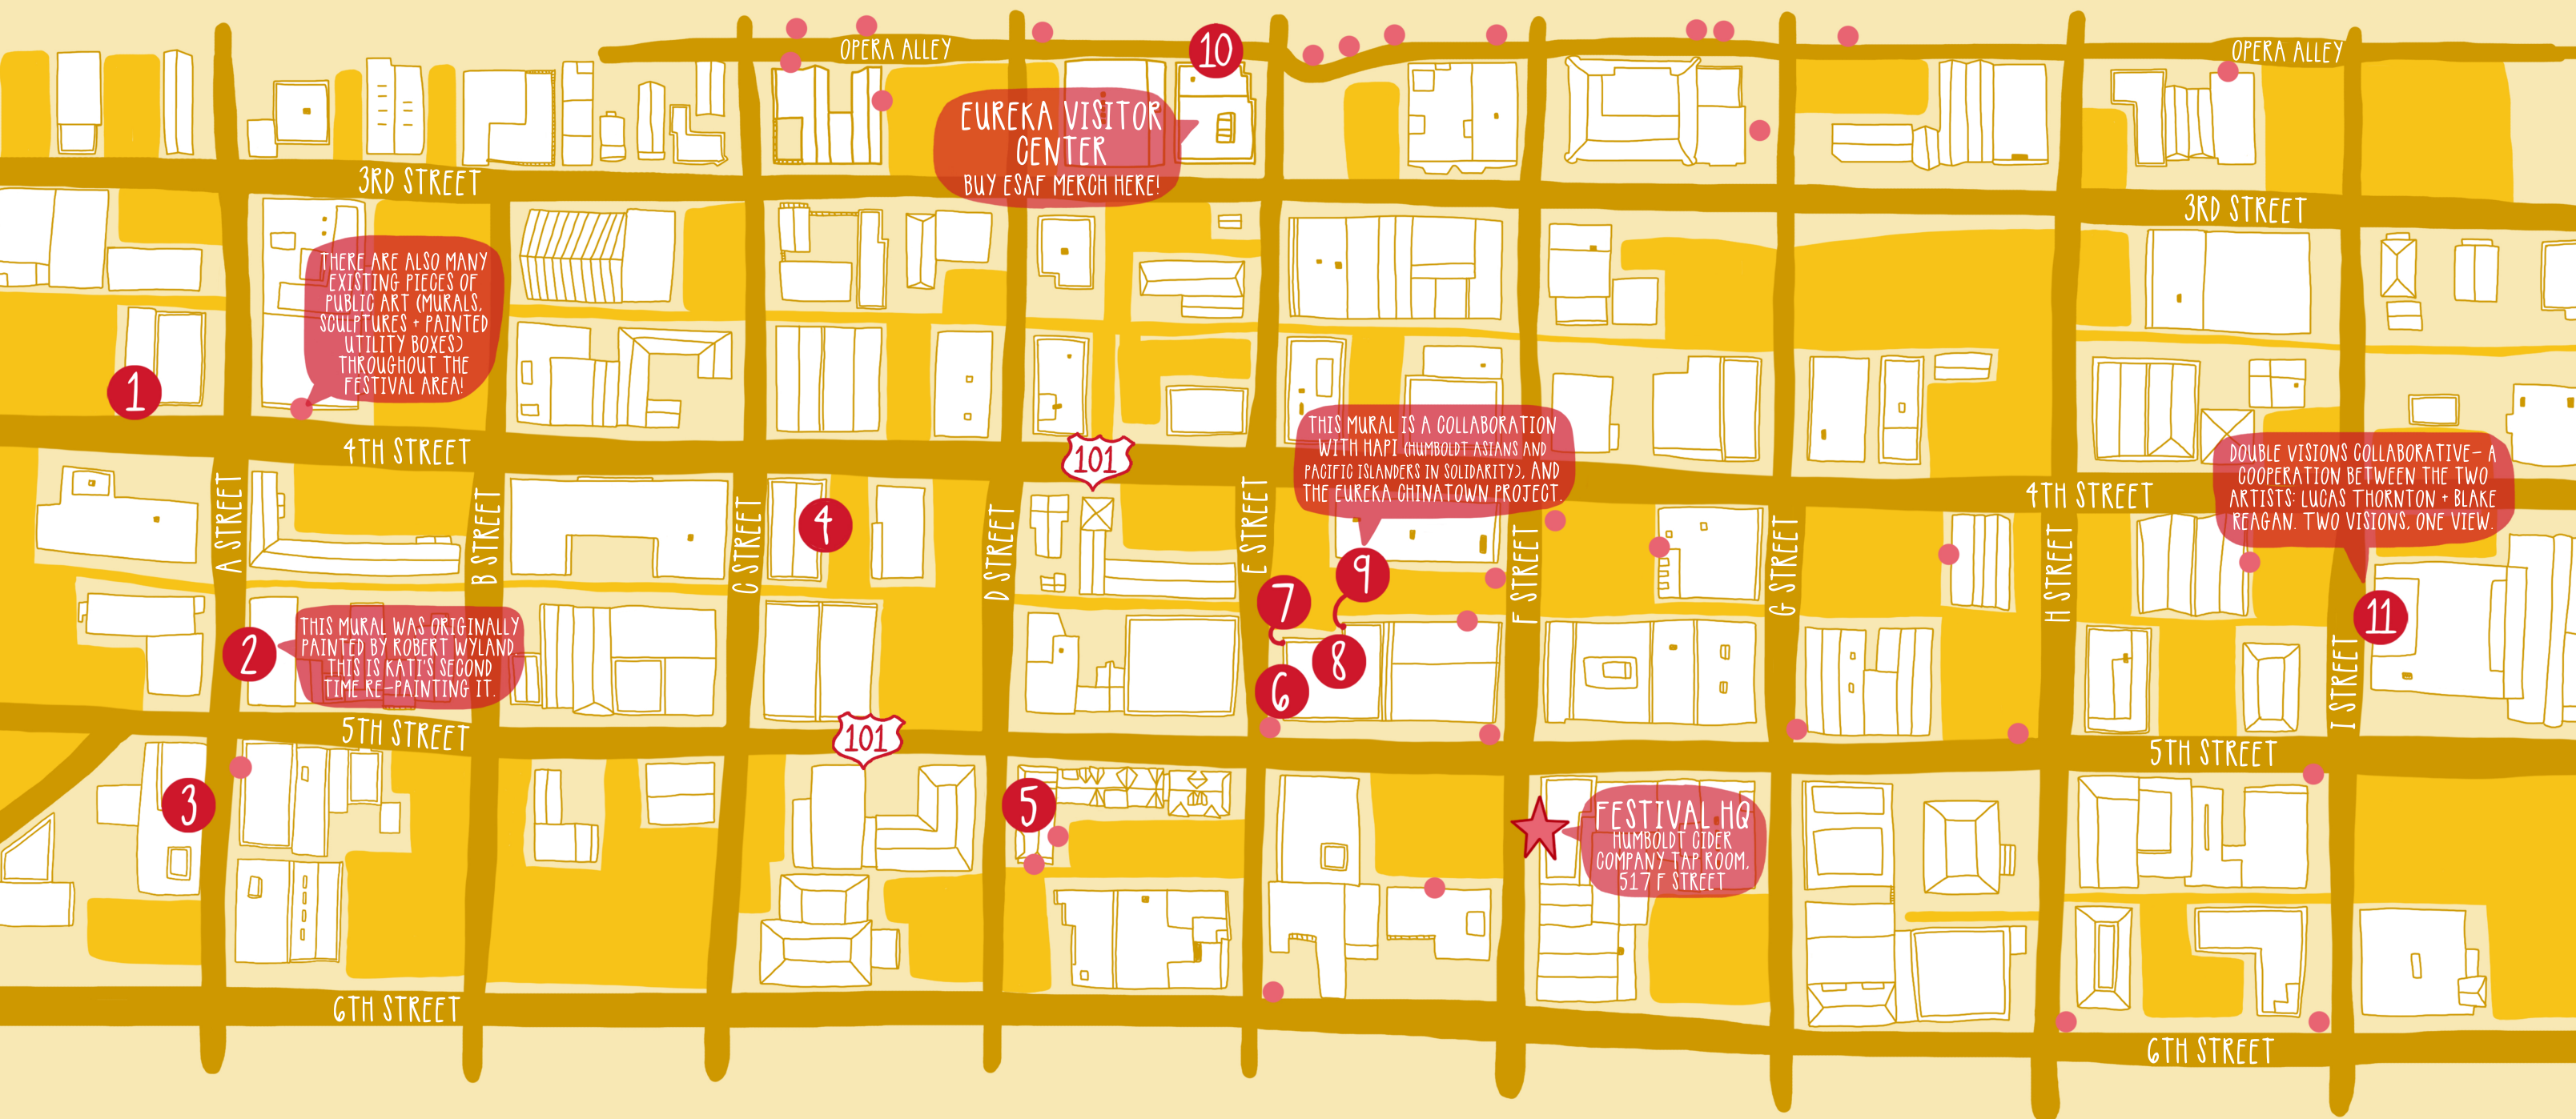 OPERA ALLEY
OPERA ALLEY
10
EUREKA VISITOR
CENTER
BUY ESAF MERCH HERE!
3RD STREET
3RD STREET
THERE ARE ALSO MANY
EXISTING PIECES OF
PUBLIC ART (MURALS,
SCULPTURES + PAINTED
UTILITY BOXES)
THROUGHOUT THE
FESTIVAL AREA!
1
4TH STREET
101
THIS MURAL IS A COLLABORATION
WITH HAPI (HUMBOLDT ASIANS AND
PACIFIC ISLANDERS IN SOLIDARITY), AND
THE EUREKA CHINATOWN PROJECT.
4TH STREET
DOUBLE VISIONS COLLABORATIVE- A
COOPERATION BETWEEN THE TWO
ARTISTS: LUCAS THORNTON + BLAKE
REAGAN. TWO VISIONS, ONE VIEW.
A STREET
B STREET
C STREET
4
D STREET
E STREET
F STREET
G STREET
H STREET
I STREET
7
9
8
6
11
2
THIS MURAL WAS ORIGINALLY
PAINTED BY ROBERT WYLAND.
THIS IS KATI'S SECOND
TIME RE-PAINTING IT.
5TH STREET
101
5TH STREET
3
5
FESTIVAL HQ
HUMBOLDT CIDER
COMPANY TAP ROOM,
517 F STREET
6TH STREET
6TH STREET